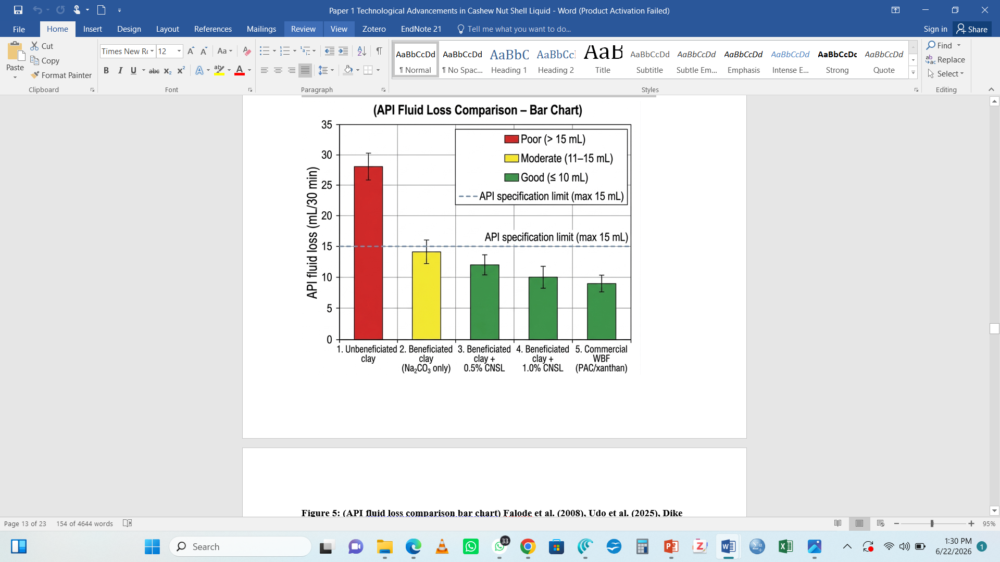 Paper 1 Technological Advancements in Cashew Nut Shell Liquid - Word (Product Activation Failed)
File Home Insert Design Layout References Mailings Review View Zotero EndNote 21 Tell me what you want to do... Sign in Share
Paste
Cut
Copy
Format Painter
Clipboard
Times New Ro 12
Font
Paragraph
AaBbCcDd AaBbCcDd AaBbC AaBbCc AaB AaBbCcDd AaBbCcDd AaBbCcDd AaBbCcDd AaBbCcDc AaBbCcDd
¶ Normal ¶ No Spac... Heading 1 Heading 2 Title Subtitle Subtle Em... Emphasis Intense E... Strong Quote
Styles
Find
Replace
Select
Editing
(API Fluid Loss Comparison – Bar Chart)
API fluid loss (mL/30 min)
35
30
25
20
15
10
5
0
Poor (> 15 mL)
Moderate (11–15 mL)
Good (≤ 10 mL)
API specification limit (max 15 mL)
API specification limit (max 15 mL)
1. Unbeneficiated
clay
2. Beneficiated
clay
(Na₂CO₃ only)
3. Beneficiated
clay +
0.5% CNSL
4. Beneficiated
clay +
1.0% CNSL
5. Commercial
WBF
(PAC/xanthan)
Figure 5: (API fluid loss comparison bar chart) Falode et al. (2008), Udo et al. (2025), Dike
Page 13 of 23 154 of 4644 words 95%
Search
33
1:30 PM
6/22/2026
1